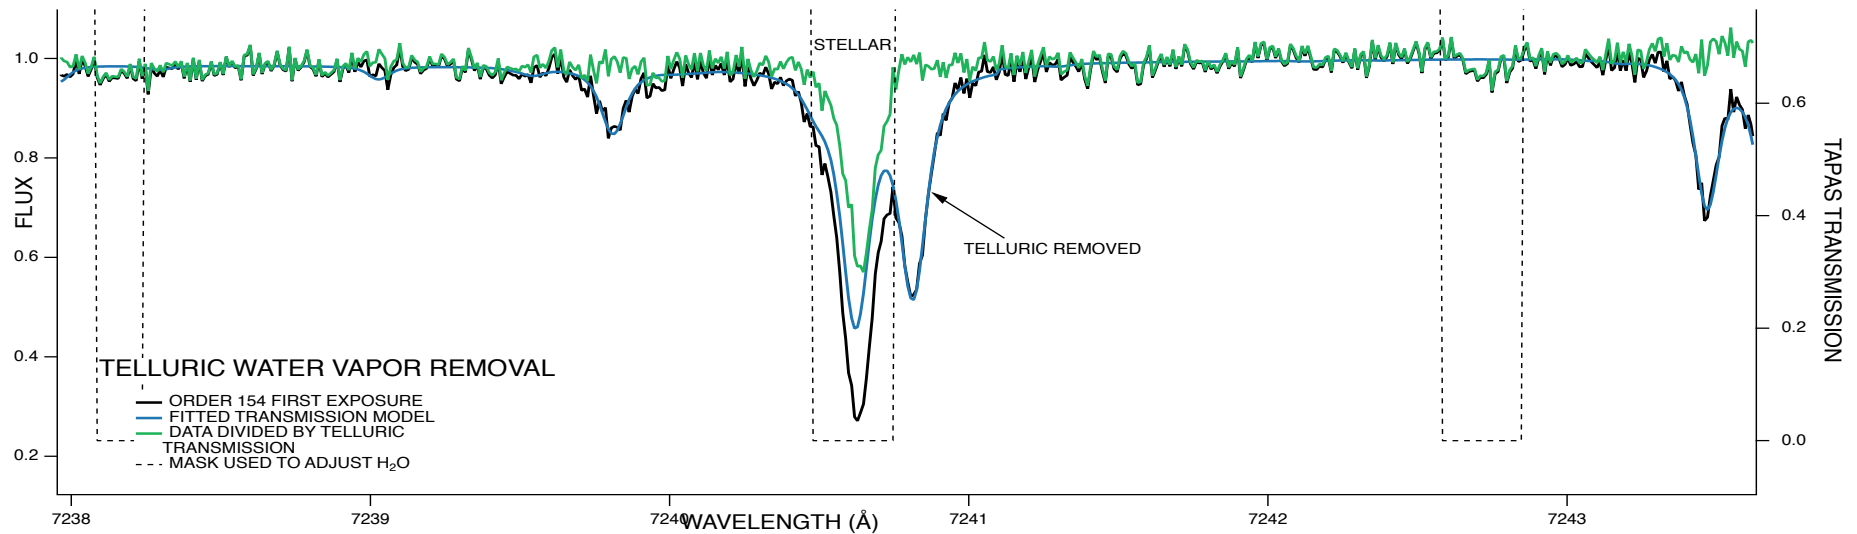 STELLAR
1.0
0.8
0.6
0.4
0.2
FLUX
0.6
0.4
0.2
0.0
TAPAS TRANSMISSION
TELLURIC REMOVED
TELLURIC WATER VAPOR REMOVAL
ORDER 154 FIRST EXPOSURE
FITTED TRANSMISSION MODEL
DATA DIVIDED BY TELLURIC
TRANSMISSION
MASK USED TO ADJUST H₂O
7238
7239
7240
7241
7242
7243
WAVELENGTH (Å)